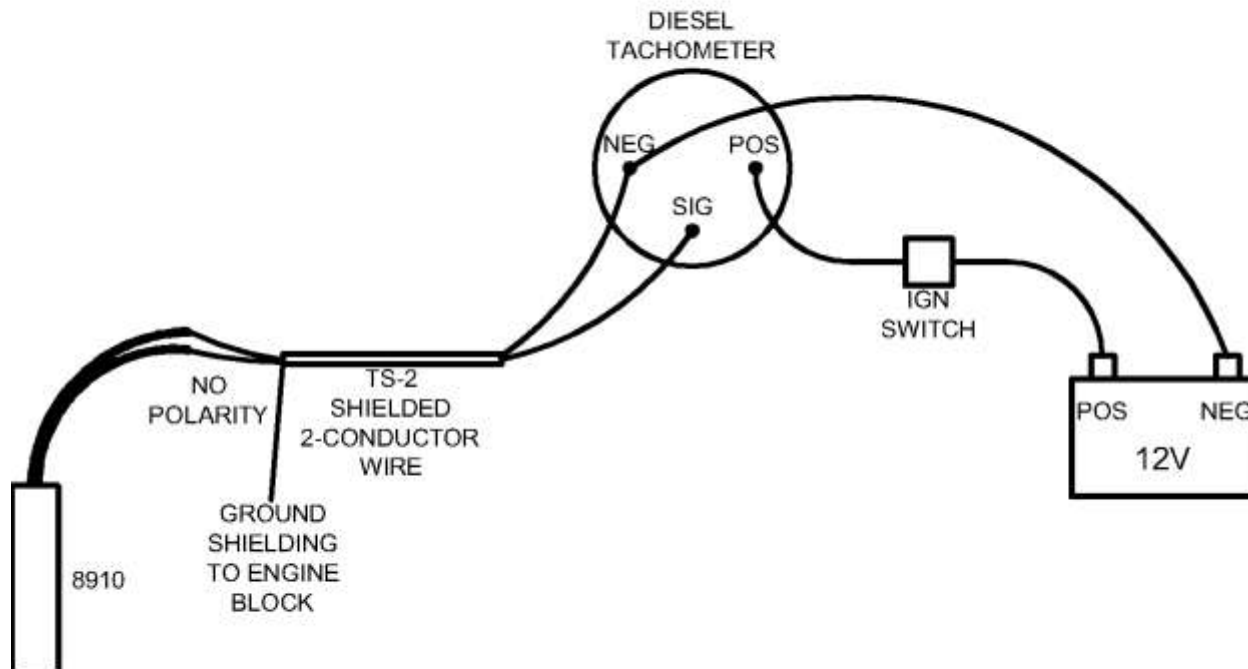 DIESEL
TACHOMETER
NEG
POS
SIG
IGN
SWITCH
NO
POLARITY
TS-2
SHIELDED
2-CONDUCTOR
WIRE
POS
NEG
12V
GROUND
SHIELDING
TO ENGINE
BLOCK
8910